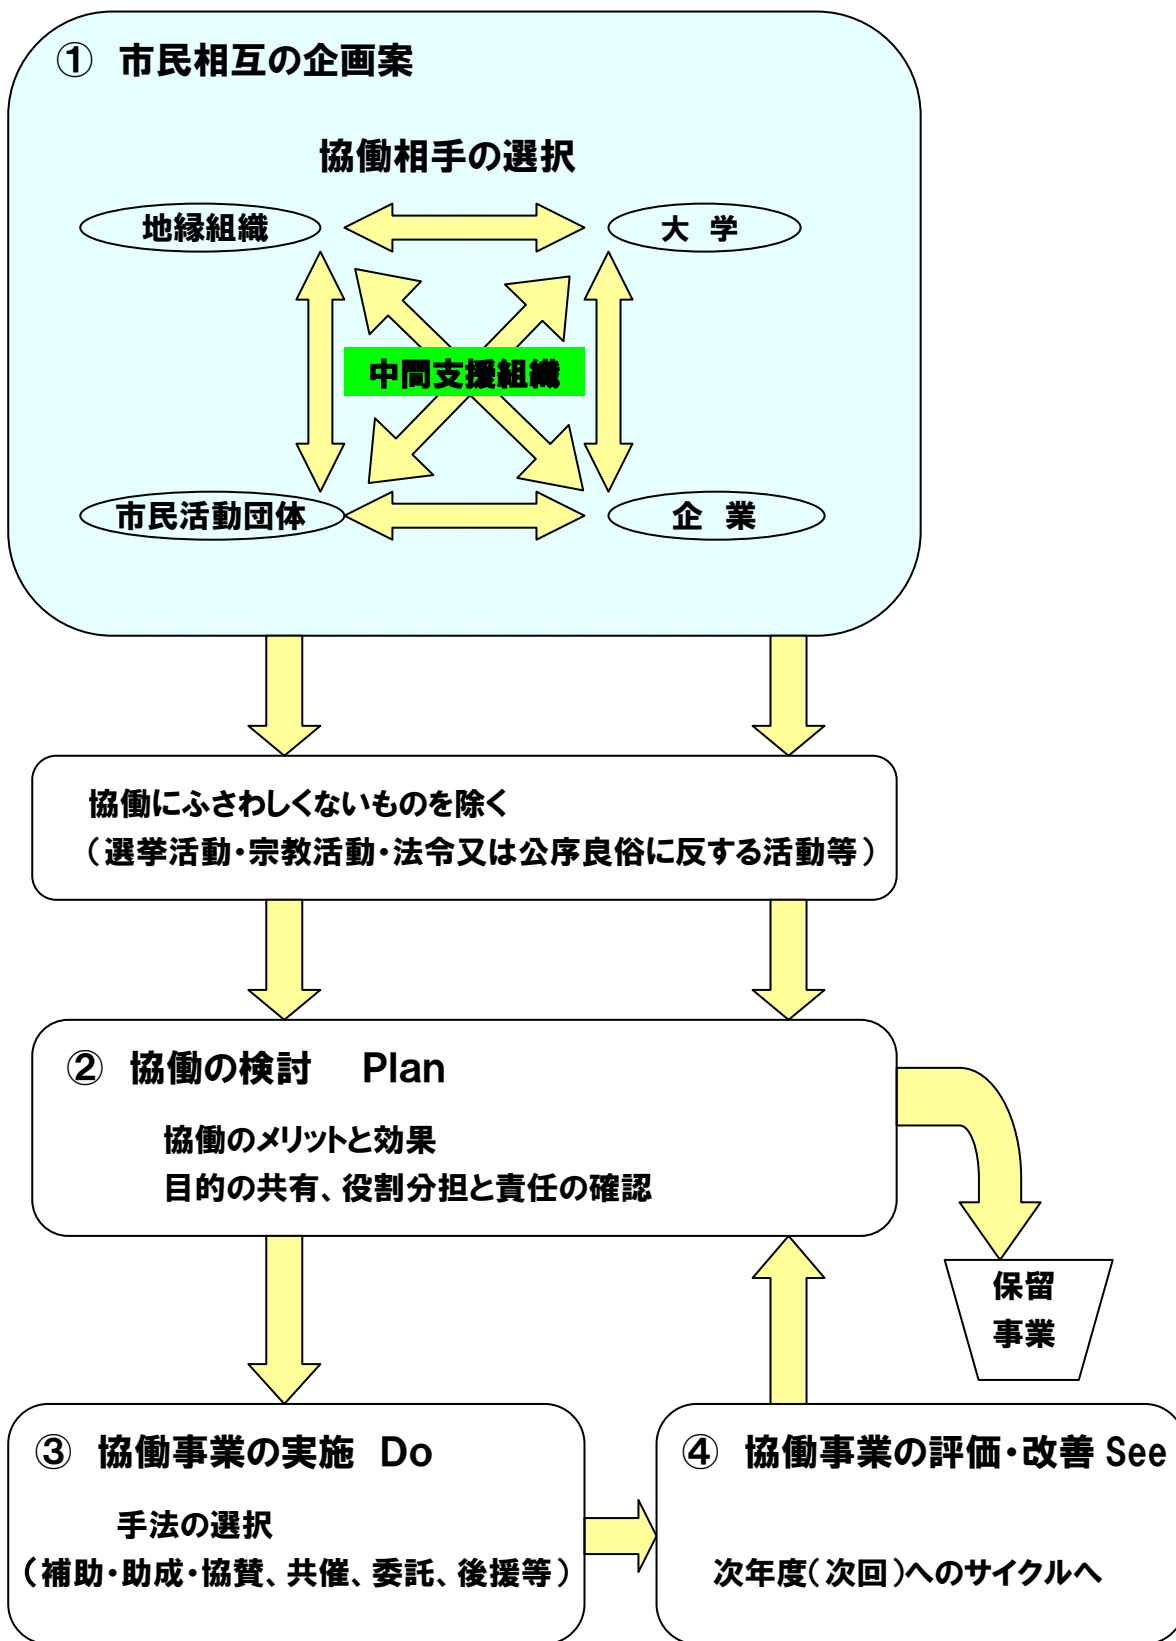 ① 市民相互の企画案
協働相手の選択
地縁組織
大 学
中間支援組織
市民活動団体
企 業
協働にふさわしくないものを除く
（選挙活動・宗教活動・法令又は公序良俗に反する活動等）
② 協働の検討 Plan
協働のメリットと効果
目的の共有、役割分担と責任の確認
保留
事業
③ 協働事業の実施 Do
手法の選択
（補助・助成・協賛、共催、委託、後援等）
④ 協働事業の評価・改善 See
次年度（次回）へのサイクルへ